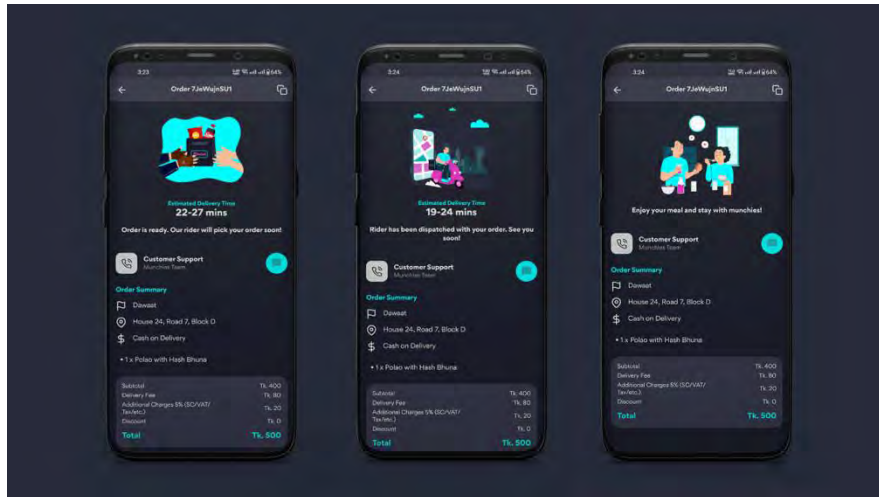 3:23
64%
Order 7JeWujnSU1
Estimated Delivery Time
22-27 mins
Order is ready. Our rider will pick your order soon!
Customer Support
Munchies Team
Order Summary
Dawaat
House 24, Road 7, Block D
Cash on Delivery
• 1 x Polao with Hash Bhuna
Subtotal Tk. 400
Delivery Fee Tk. 80
Additional Charges 5% (SC/VAT/
Tax/etc.) Tk. 20
Discount Tk. 0
Total Tk. 500
3:24
64%
Order 7JeWujnSU1
Estimated Delivery Time
19-24 mins
Rider has been dispatched with your order. See you
soon!
Customer Support
Munchies Team
Order Summary
Dawaat
House 24, Road 7, Block D
Cash on Delivery
• 1 x Polao with Hash Bhuna
Subtotal Tk. 400
Delivery Fee Tk. 80
Additional Charges 5% (SC/VAT/
Tax/etc.) Tk. 20
Discount Tk. 0
Total Tk. 500
3:24
64%
Order 7JeWujnSU1
Enjoy your meal and stay with munchies!
Customer Support
Munchies Team
Order Summary
Dawaat
House 24, Road 7, Block D
Cash on Delivery
• 1 x Polao with Hash Bhuna
Subtotal Tk. 400
Delivery Fee Tk. 80
Additional Charges 5% (SC/VAT/
Tax/etc.) Tk. 20
Discount Tk. 0
Total Tk. 500